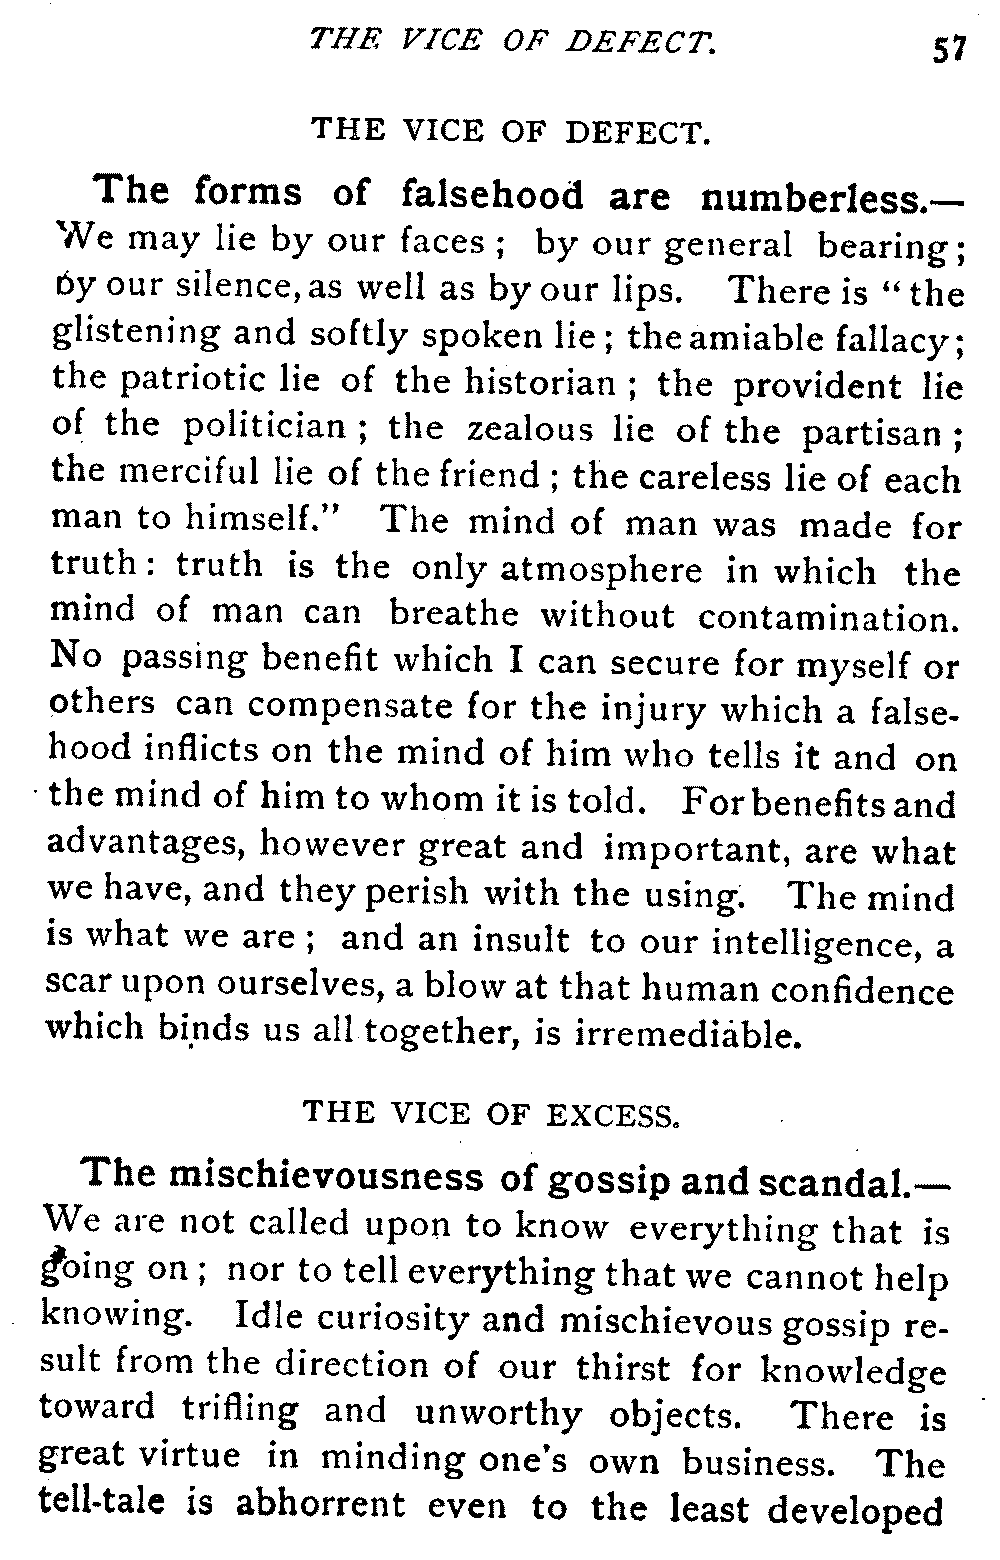 THE VICE OF DEFECT. 57
THE VICE OF DEFECT.
The forms of falsehood are numberless.—
We may lie by our faces ; by our general bearing ;
by our silence, as well as by our lips. There is “ the
glistening and softly spoken lie ; the amiable fallacy ;
the patriotic lie of the historian ; the provident lie
of the politician ; the zealous lie of the partisan ;
the merciful lie of the friend ; the careless lie of each
man to himself.” The mind of man was made for
truth : truth is the only atmosphere in which the
mind of man can breathe without contamination.
No passing benefit which I can secure for myself or
others can compensate for the injury which a false-
hood inflicts on the mind of him who tells it and on
the mind of him to whom it is told. For benefits and
advantages, however great and important, are what
we have, and they perish with the using. The mind
is what we are ; and an insult to our intelligence, a
scar upon ourselves, a blow at that human confidence
which binds us all together, is irremediable.
THE VICE OF EXCESS.
The mischievousness of gossip and scandal.—
We are not called upon to know everything that is
going on ; nor to tell everything that we cannot help
knowing. Idle curiosity and mischievous gossip re-
sult from the direction of our thirst for knowledge
toward trifling and unworthy objects. There is
great virtue in minding one's own business. The
tell-tale is abhorrent even to the least developed